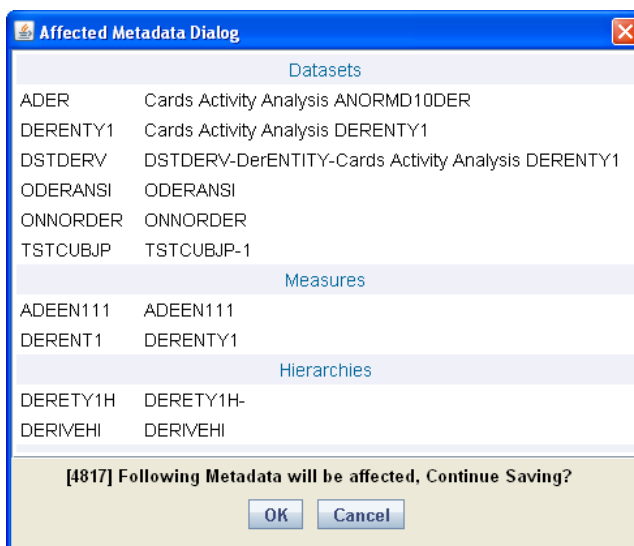 Affected Metadata Dialog
Datasets
ADER Cards Activity Analysis ANORMD10DER
DERENTY1 Cards Activity Analysis DERENTY1
DSTDERV DSTDERV-DerENTITY-Cards Activity Analysis DERENTY1
ODERANSI ODERANSI
ONNORDER ONNORDER
TSTCUBJP TSTCUBJP-1
Measures
ADEEN111 ADEEN111
DERENT1 DERENTY1
Hierarchies
DERETY1H DERETY1H-
DERIVEHI DERIVEHI
[4817] Following Metadata will be affected, Continue Saving?
OK Cancel